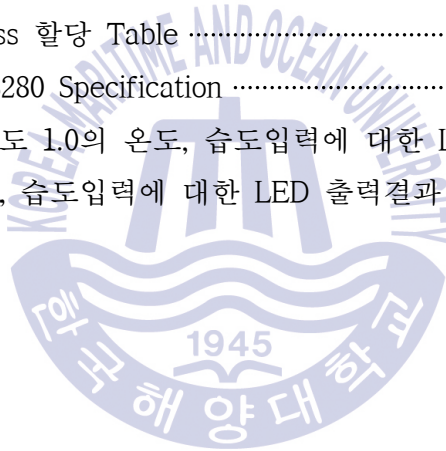 ss 할당 Table ································
280 Specification ·························
도 1.0의 온도, 습도입력에 대한
, 습도입력에 대한 LED 출력결과
KOREA MARITIME AND OCEAN UNIVERSITY
1945
한국해양대학교